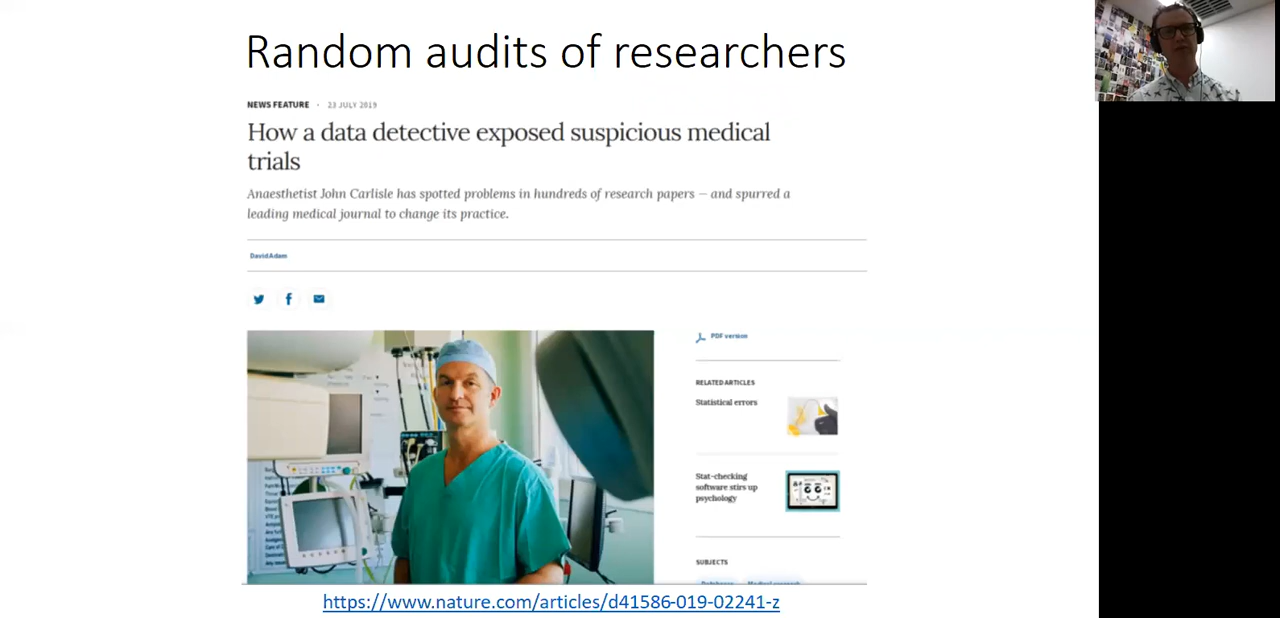 Random audits of researchers
NEWS FEATURE · 23 JULY 2019
How a data detective exposed suspicious medical
trials
Anaesthetist John Carlisle has spotted problems in hundreds of research papers — and spurred a
leading medical journal to change its practice.
David Adam
PDF version
RELATED ARTICLES
Statistical errors
Stat-checking
software stirs up
psychology
SUBJECTS
https://www.nature.com/articles/d41586-019-02241-z